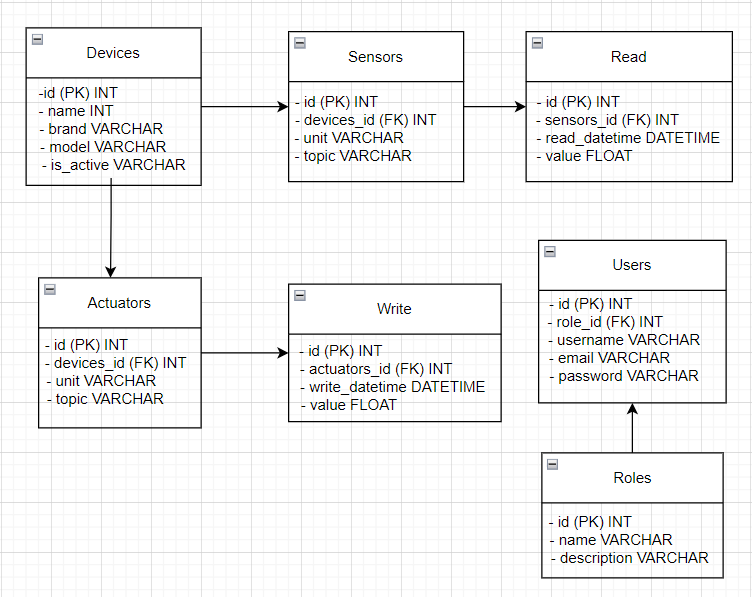 Devices
-id (PK) INT
- name INT
- brand VARCHAR
- model VARCHAR
- is_active VARCHAR
Sensors
- id (PK) INT
- devices_id (FK) INT
- unit VARCHAR
- topic VARCHAR
Read
- id (PK) INT
- sensors_id (FK) INT
- read_datetime DATETIME
- value FLOAT
Actuators
- id (PK) INT
- devices_id (FK) INT
- unit VARCHAR
- topic VARCHAR
Write
- id (PK) INT
- actuators_id (FK) INT
- write_datetime DATETIME
- value FLOAT
Users
- id (PK) INT
- role_id (FK) INT
- username VARCHAR
- email VARCHAR
- password VARCHAR
Roles
- id (PK) INT
- name VARCHAR
- description VARCHAR